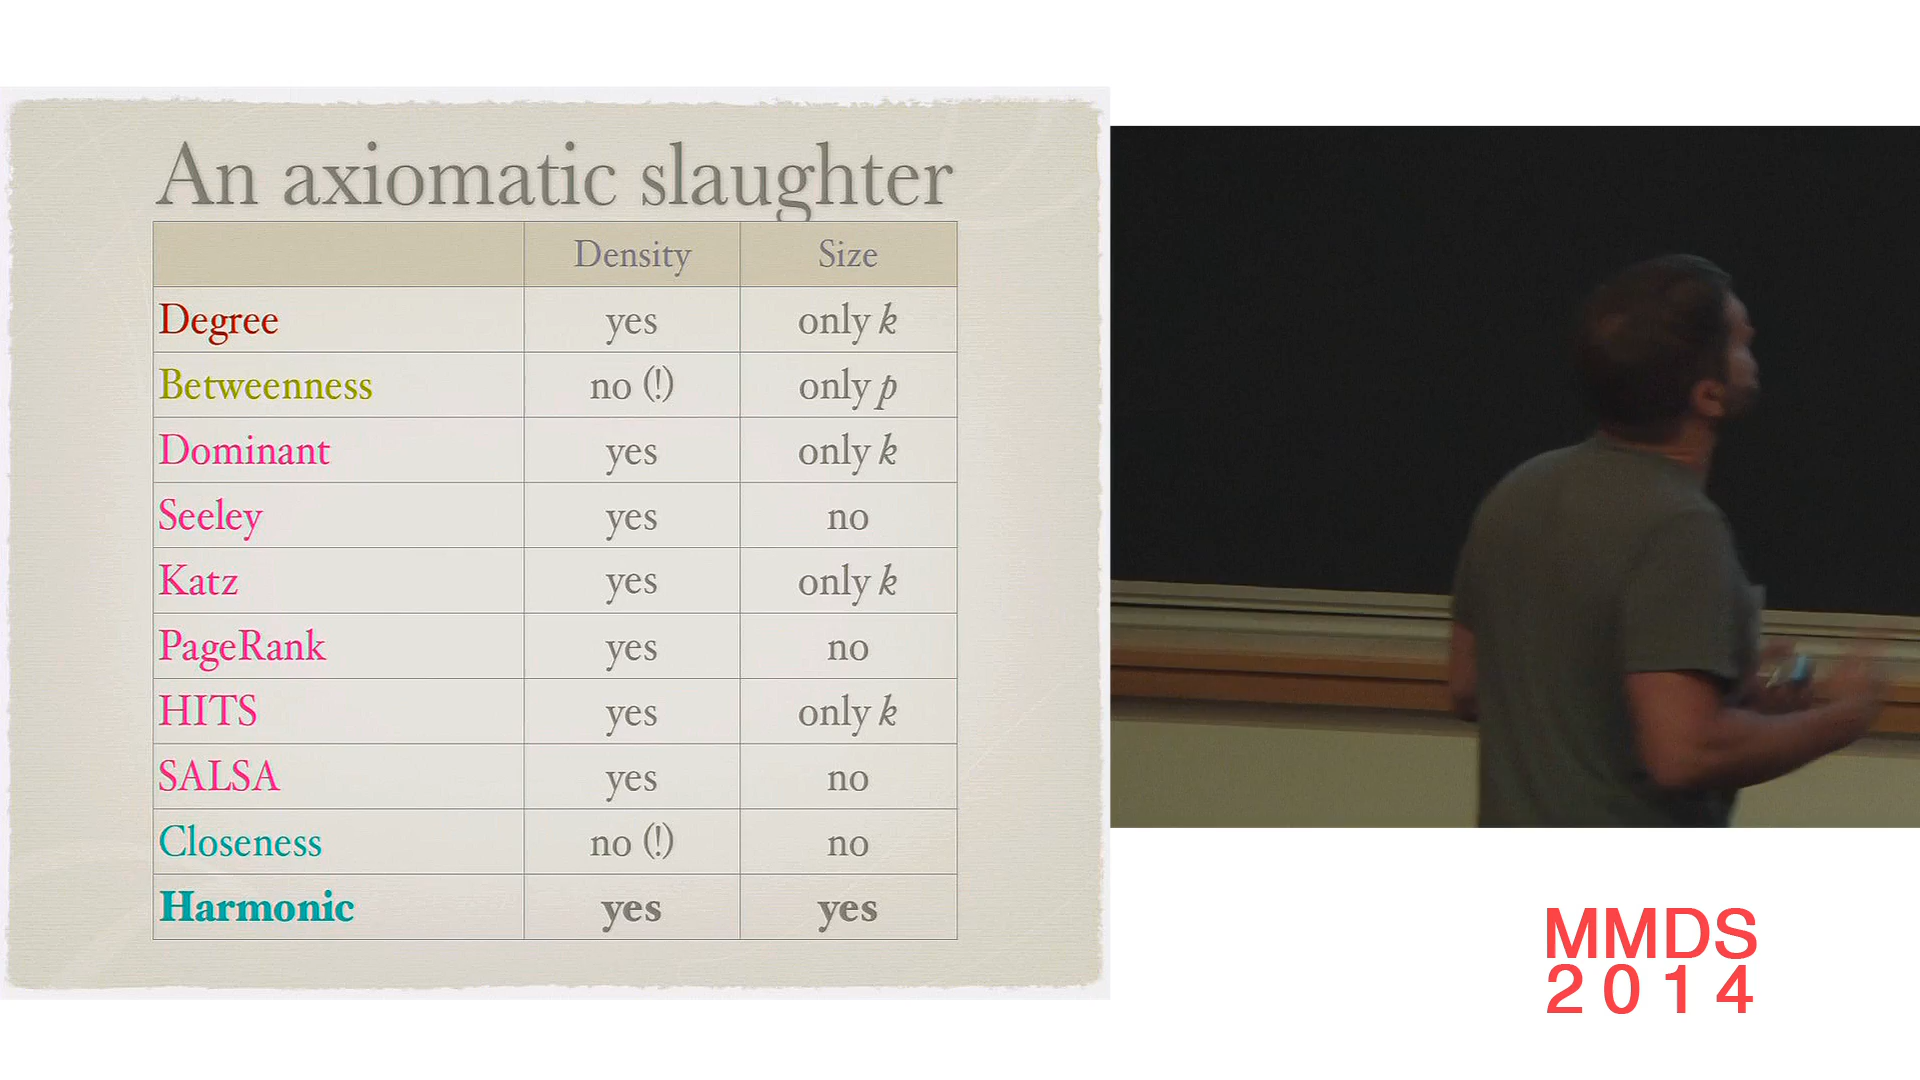 An axiomatic slaughter
Density Size
Degree yes only k
Betweenness no (!) only p
Dominant yes only k
Seeley yes no
Katz yes only k
PageRank yes no
HITS yes only k
SALSA yes no
Closeness no (!) no
Harmonic yes yes
MMDS
2014